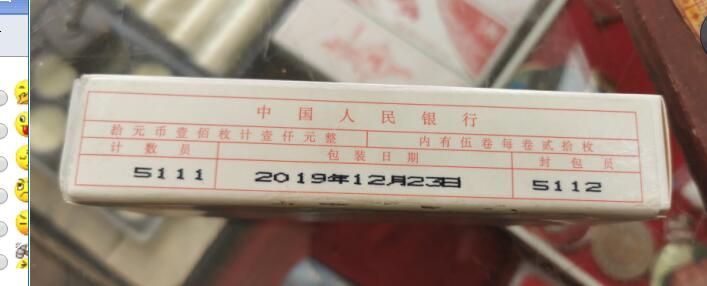 中国人民银行
拾元币壹佰枚计壹仟元整 内有伍卷每卷贰拾枚
计数员 包装日期 封包员
5111 2019年12月23日 5112